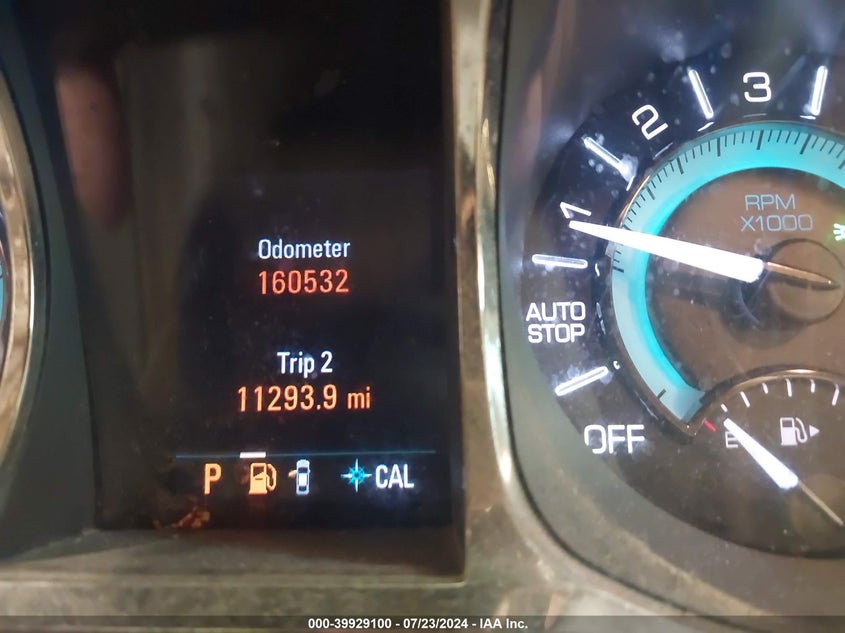 Odometer
160532
Trip 2
11293.9 mi
P
CAL
3
2
1
RPM
X1000
AUTO
STOP
OFF
E
000-39929100 - 07/23/2024 - IAA Inc.